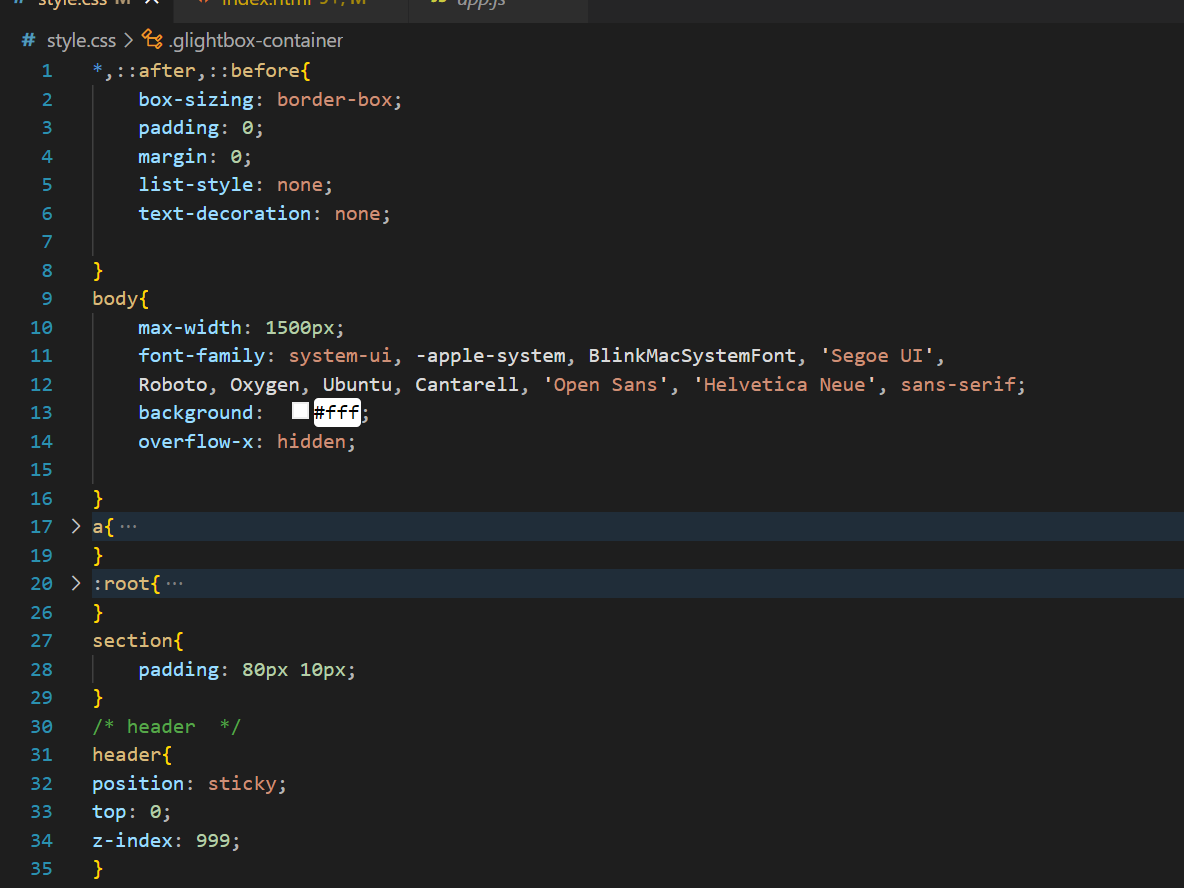 # style.css M × index.html 9+, M app.js
# style.css > .glightbox-container
1 *,::after,::before{
2 box-sizing: border-box;
3 padding: 0;
4 margin: 0;
5 list-style: none;
6 text-decoration: none;
7
8 }
9 body{
10 max-width: 1500px;
11 font-family: system-ui, -apple-system, BlinkMacSystemFont, 'Segoe UI',
12 Roboto, Oxygen, Ubuntu, Cantarell, 'Open Sans', 'Helvetica Neue', sans-serif;
13 background: #fff;
14 overflow-x: hidden;
15
16 }
17 > a{ ···
19 }
20 > :root{ ···
26 }
27 section{
28 padding: 80px 10px;
29 }
30 /* header  */
31 header{
32 position: sticky;
33 top: 0;
34 z-index: 999;
35 }